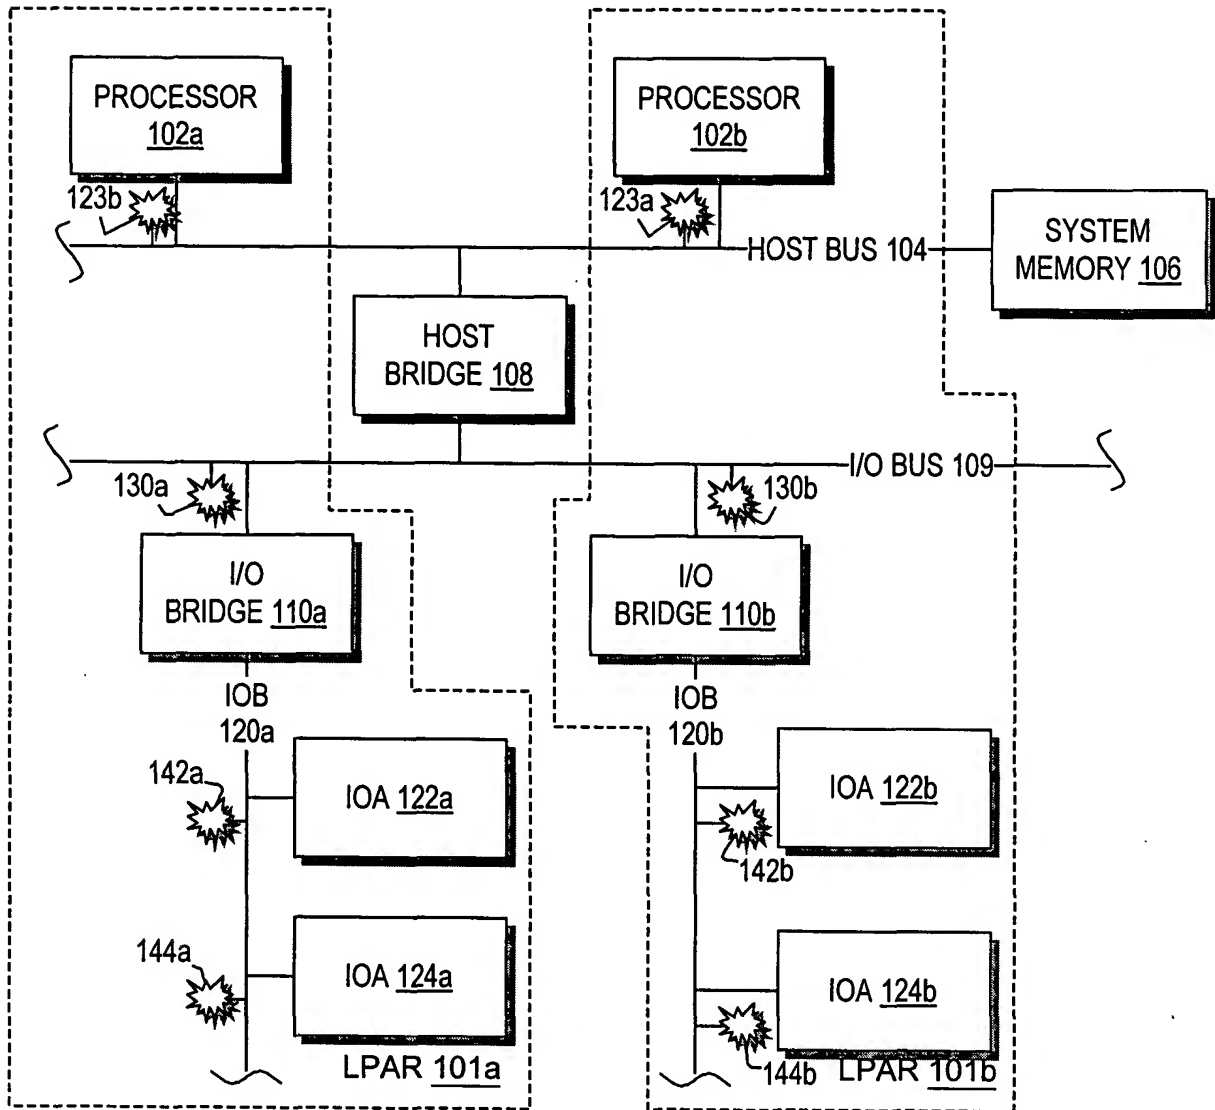 PROCESSOR
102a
PROCESSOR
102b
123b
123a
HOST BUS 104
SYSTEM
MEMORY 106
HOST
BRIDGE 108
I/O BUS 109
130a
130b
I/O
BRIDGE 110a
I/O
BRIDGE 110b
IOB
120a
IOB
120b
142a
IOA 122a
IOA 122b
142b
144a
IOA 124a
IOA 124b
LPAR 101a
144b
LPAR 101b